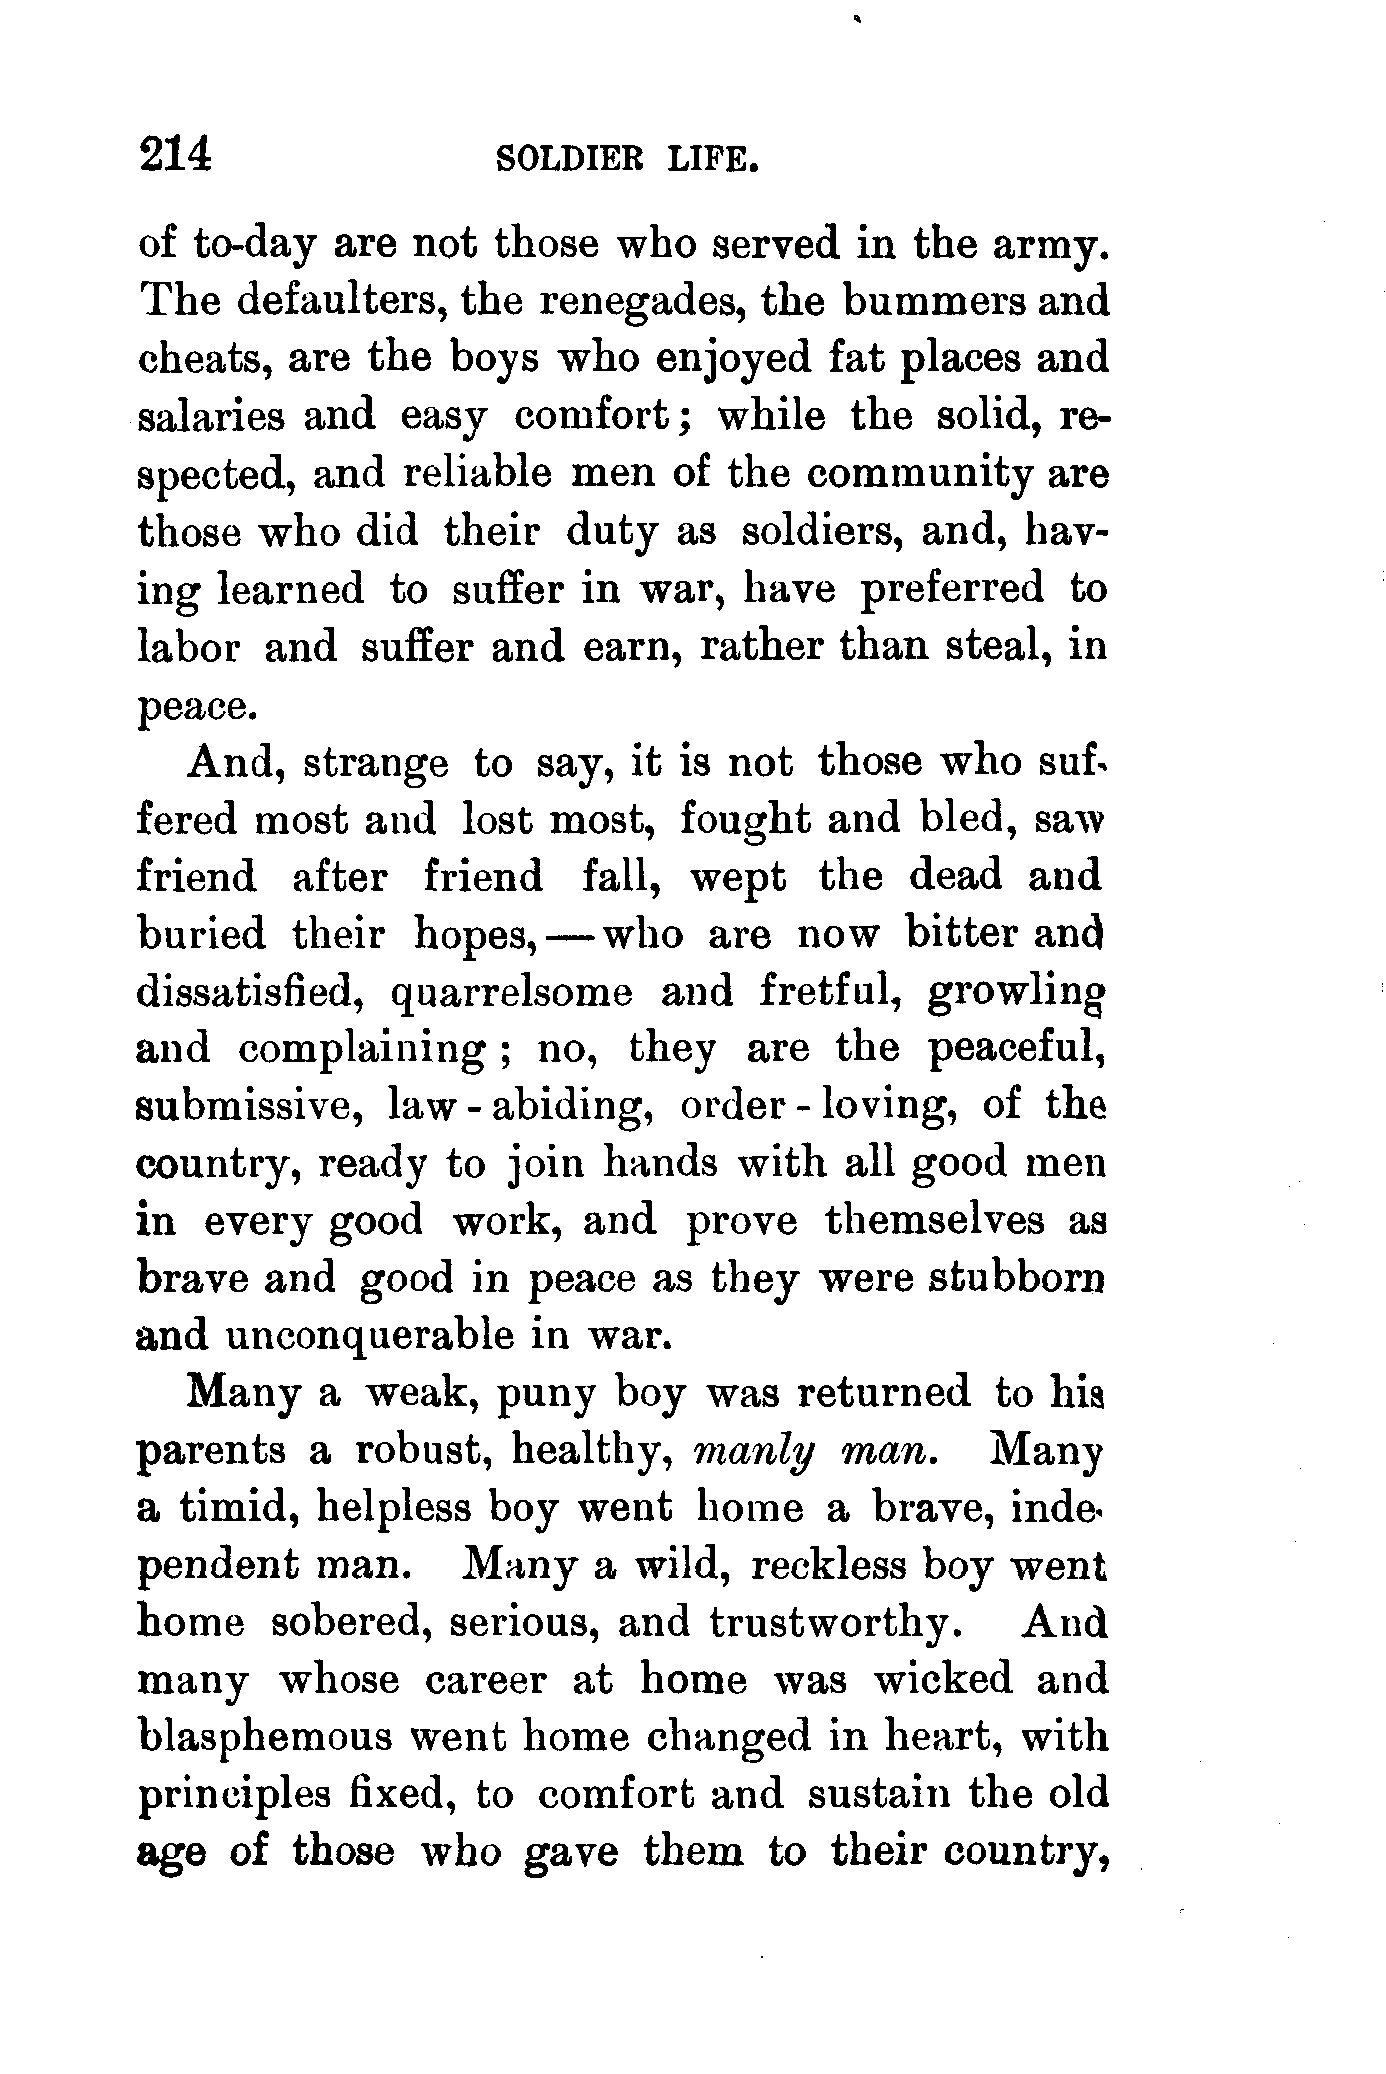 214 SOLDIER LIFE.
of to-day are not those who served in the army.
The defaulters, the renegades, the bummers and
cheats, are the boys who enjoyed fat places and
salaries and easy comfort; while the solid, re-
spected, and reliable men of the community are
those who did their duty as soldiers, and, hav-
ing learned to suffer in war, have preferred to
labor and suffer and earn, rather than steal, in
peace.
And, strange to say, it is not those who suf-
fered most and lost most, fought and bled, saw
friend after friend fall, wept the dead and
buried their hopes,—who are now bitter and
dissatisfied, quarrelsome and fretful, growling
and complaining; no, they are the peaceful,
submissive, law-abiding, order-loving, of the
country, ready to join hands with all good men
in every good work, and prove themselves as
brave and good in peace as they were stubborn
and unconquerable in war.
Many a weak, puny boy was returned to his
parents a robust, healthy, manly man. Many
a timid, helpless boy went home a brave, inde-
pendent man. Many a wild, reckless boy went
home sobered, serious, and trustworthy. And
many whose career at home was wicked and
blasphemous went home changed in heart, with
principles fixed, to comfort and sustain the old
age of those who gave them to their country,